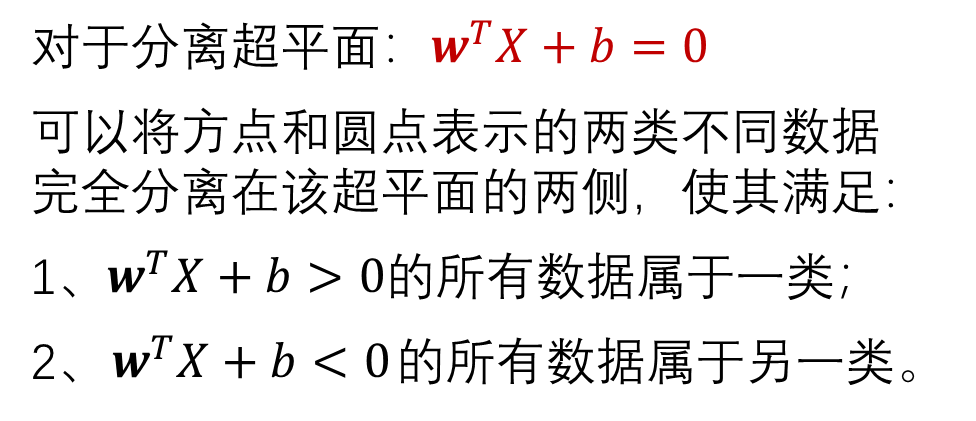 对于分离超平面：𝒘ᵀX + b = 0
可以将方点和圆点表示的两类不同数据
完全分离在该超平面的两侧，使其满足：
1、𝒘ᵀX + b > 0的所有数据属于一类；
2、𝒘ᵀX + b < 0的所有数据属于另一类。